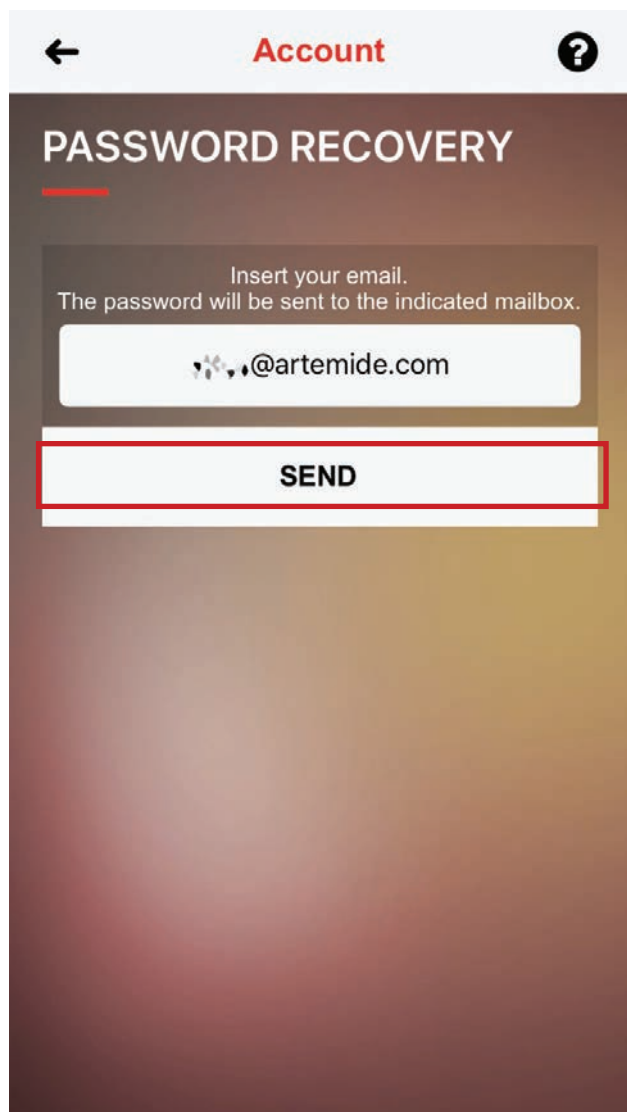 Account
PASSWORD RECOVERY
Insert your email.
The password will be sent to the indicated mailbox.
@artemide.com
SEND